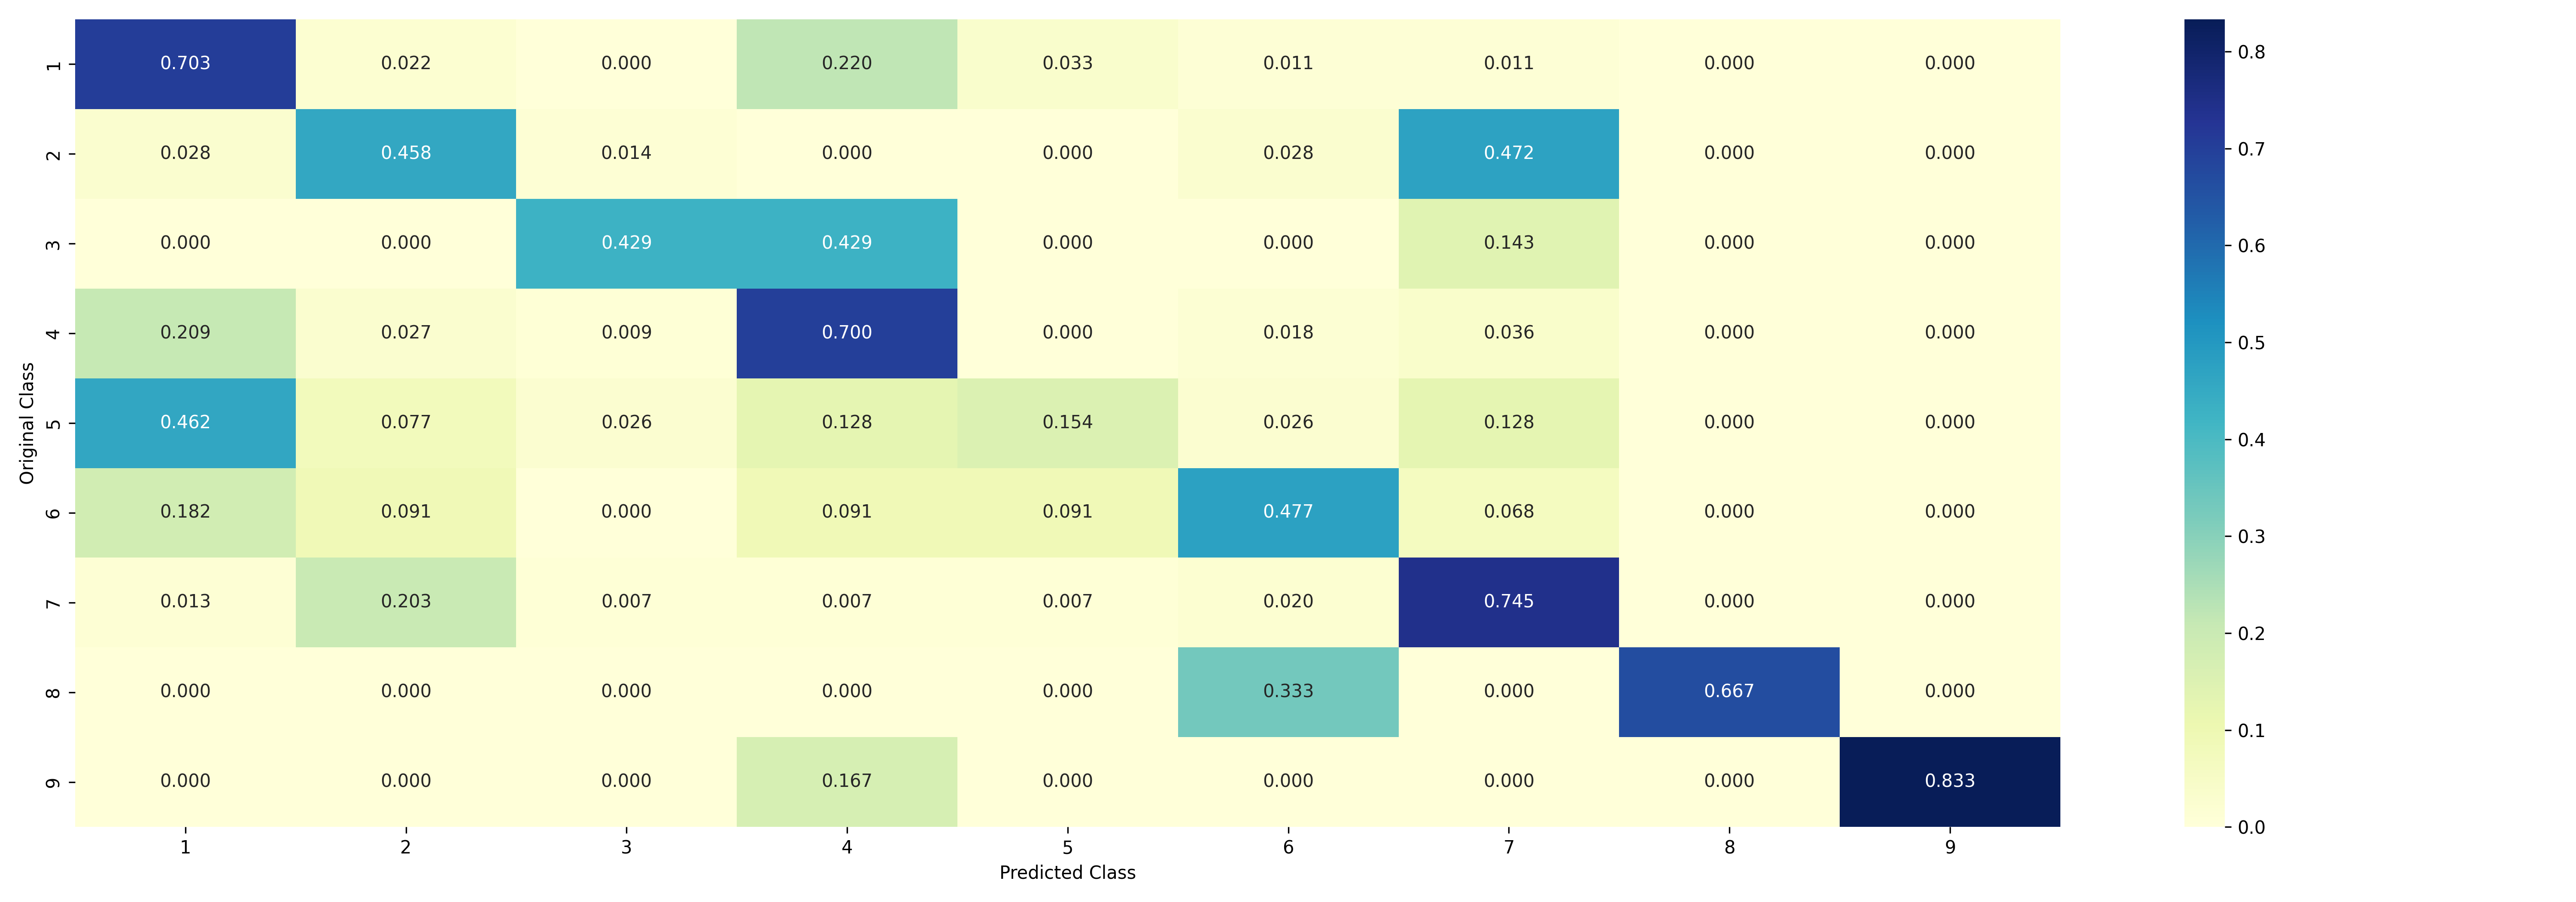 1 0.703 0.022 0.000 0.220 0.033 0.011 0.011 0.000 0.000
2 0.028 0.458 0.014 0.000 0.000 0.028 0.472 0.000 0.000
3 0.000 0.000 0.429 0.429 0.000 0.000 0.143 0.000 0.000
4 0.209 0.027 0.009 0.700 0.000 0.018 0.036 0.000 0.000
5 0.462 0.077 0.026 0.128 0.154 0.026 0.128 0.000 0.000
6 0.182 0.091 0.000 0.091 0.091 0.477 0.068 0.000 0.000
7 0.013 0.203 0.007 0.007 0.007 0.020 0.745 0.000 0.000
8 0.000 0.000 0.000 0.000 0.000 0.333 0.000 0.667 0.000
9 0.000 0.000 0.000 0.167 0.000 0.000 0.000 0.000 0.833
1 2 3 4 5 6 7 8 9
Predicted Class
Original Class
0.8
0.7
0.6
0.5
0.4
0.3
0.2
0.1
0.0